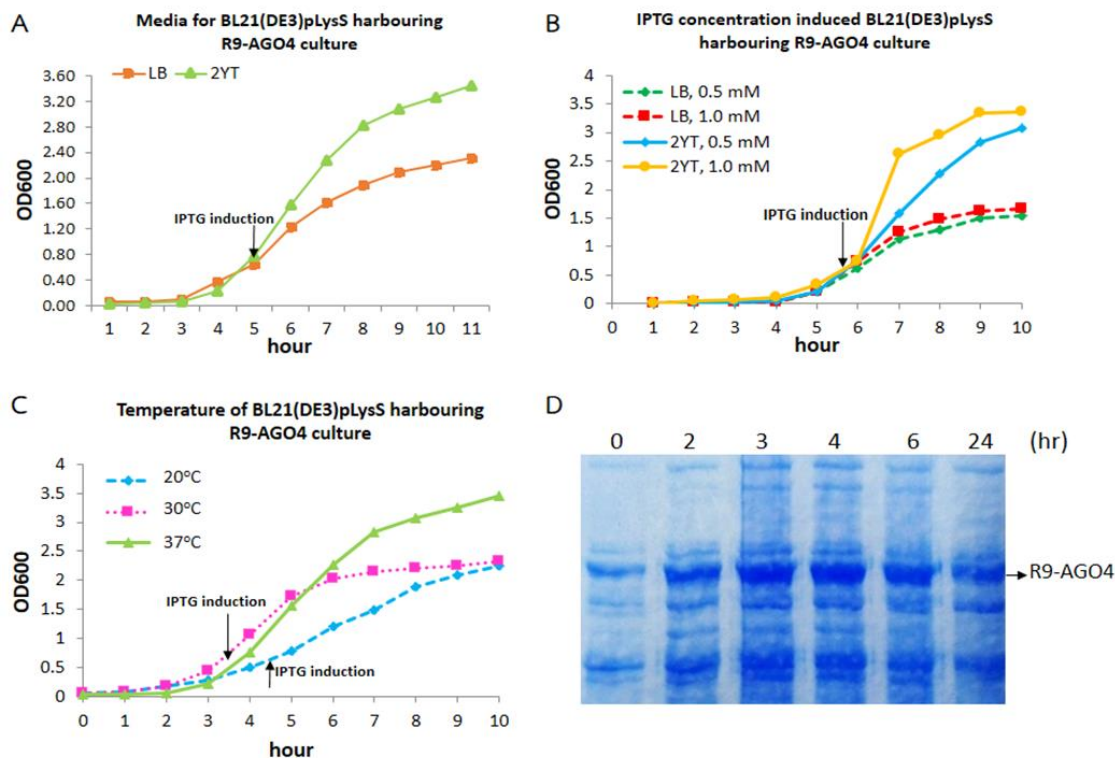 A
Media for BL21(DE3)pLysS harbouring
R9-AGO4 culture
LB 2YT
3.60
3.20
2.80
2.40
2.00
1.60
1.20
0.80
0.40
0.00
OD600
IPTG induction
1 2 3 4 5 6 7 8 9 10 11
hour
B
IPTG concentration induced BL21(DE3)pLysS
harbouring R9-AGO4 culture
LB, 0.5 mM
LB, 1.0 mM
2YT, 0.5 mM
2YT, 1.0 mM
4
3.5
3
2.5
2
1.5
1
0.5
0
OD600
IPTG induction
0 1 2 3 4 5 6 7 8 9 10
hour
C
Temperature of BL21(DE3)pLysS harbouring
R9-AGO4 culture
20°C
30°C
37°C
4
3.5
3
2.5
2
1.5
1
0.5
0
OD600
IPTG induction
IPTG induction
0 1 2 3 4 5 6 7 8 9 10
hour
D
0 2 3 4 6 24 (hr)
R9-AGO4